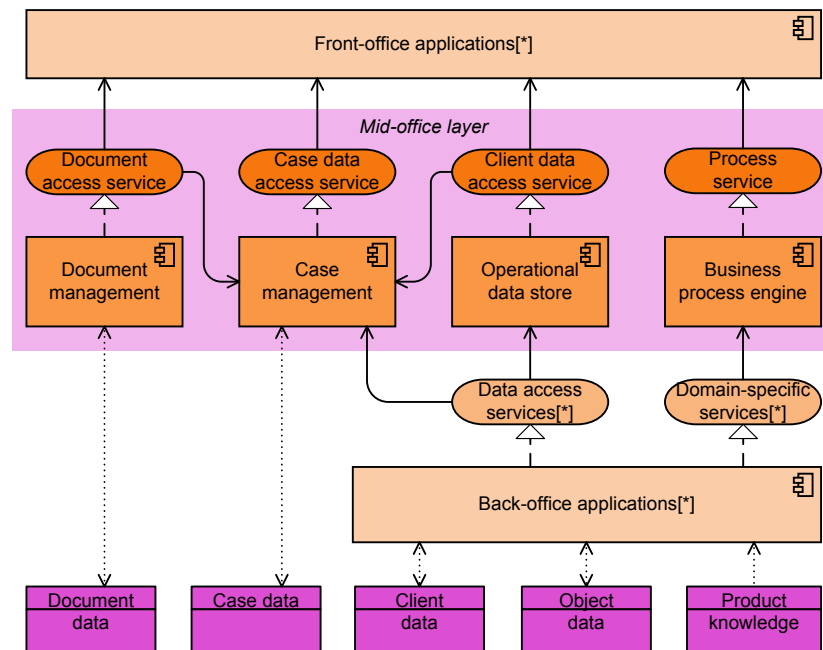 Front-office applications[*]
Mid-office layer
Document
access service
Case data
access service
Client data
access service
Process
service
Document
management
Case
management
Operational
data store
Business
process engine
Data access
services[*]
Domain-specific
services[*]
Back-office applications[*]
Document
data
Case data
Client
data
Object
data
Product
knowledge